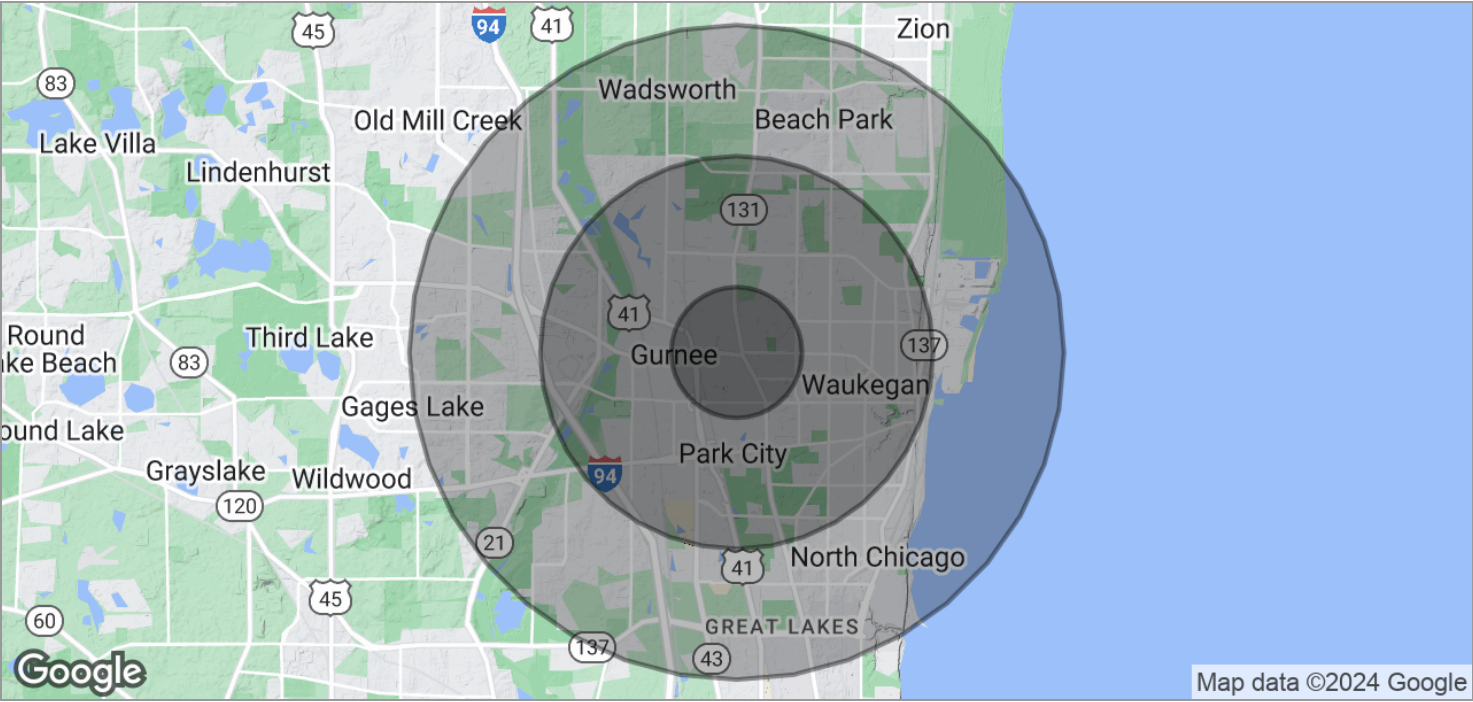 45
94
41
Zion
83
Wadsworth
Old Mill Creek
Beach Park
Lake Villa
Lindenhurst
131
41
Round
ke Beach
Third Lake
83
Gurnee
137
Waukegan
Gages Lake
ound Lake
Park City
Grayslake
Wildwood
94
120
21
41
North Chicago
45
60
GREAT LAKES
137
43
Google
Map data ©2024 Google